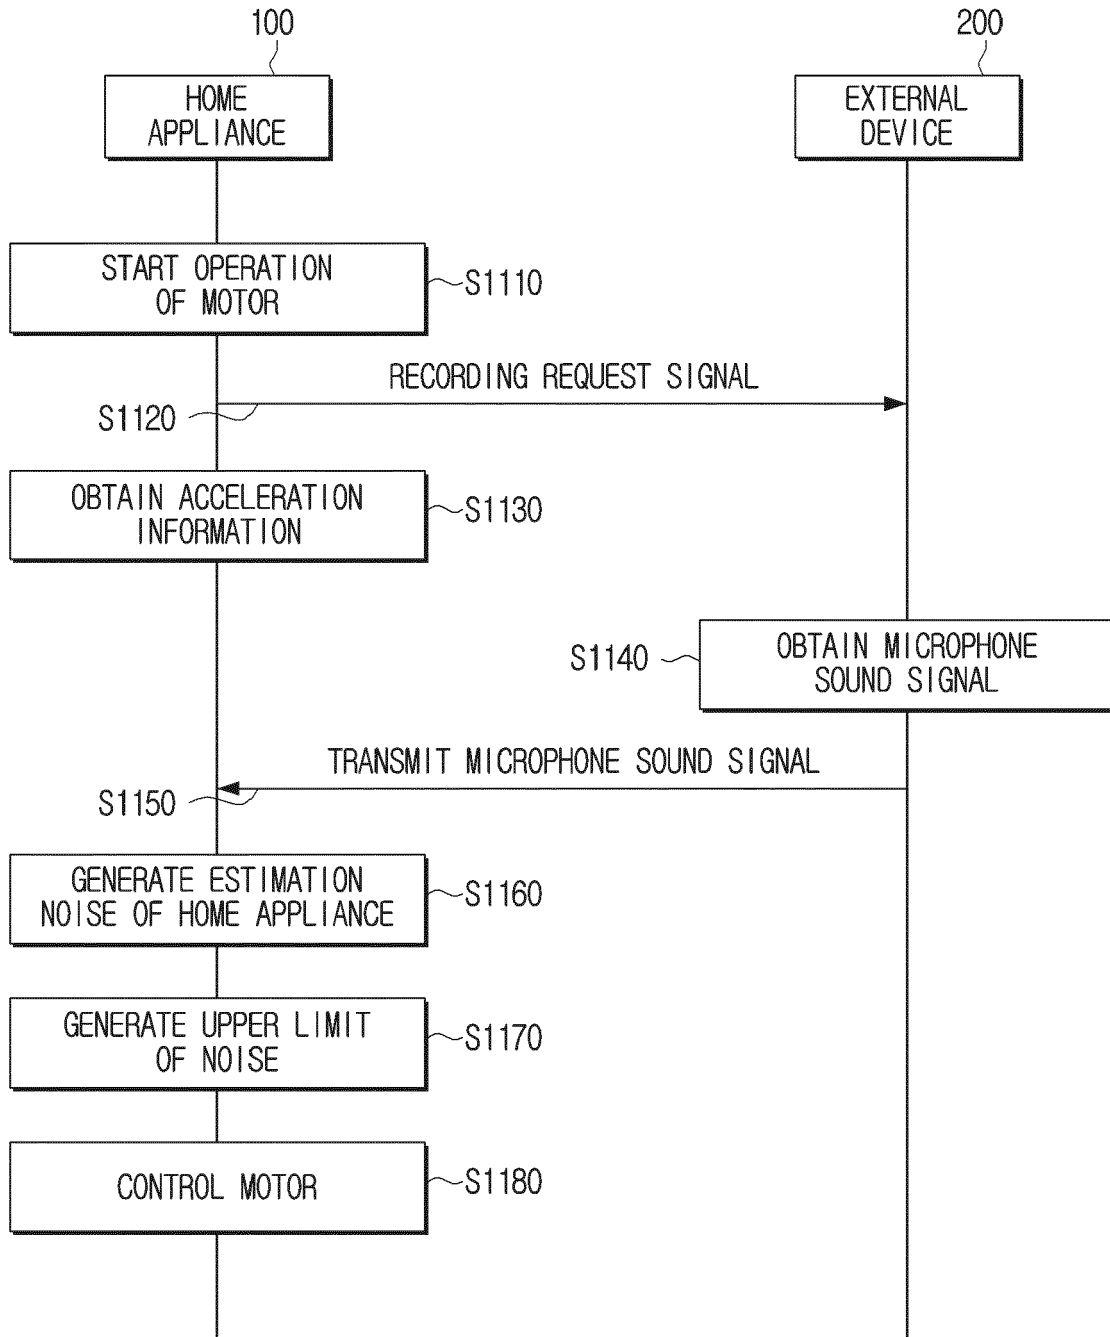 100
200
HOME
APPLIANCE
EXTERNAL
DEVICE
START OPERATION
OF MOTOR
S1110
RECORDING REQUEST SIGNAL
S1120
OBTAIN ACCELERATION
INFORMATION
S1130
OBTAIN MICROPHONE
SOUND SIGNAL
S1140
TRANSMIT MICROPHONE SOUND SIGNAL
S1150
GENERATE ESTIMATION
NOISE OF HOME APPLIANCE
S1160
GENERATE UPPER LIMIT
OF NOISE
S1170
CONTROL MOTOR
S1180